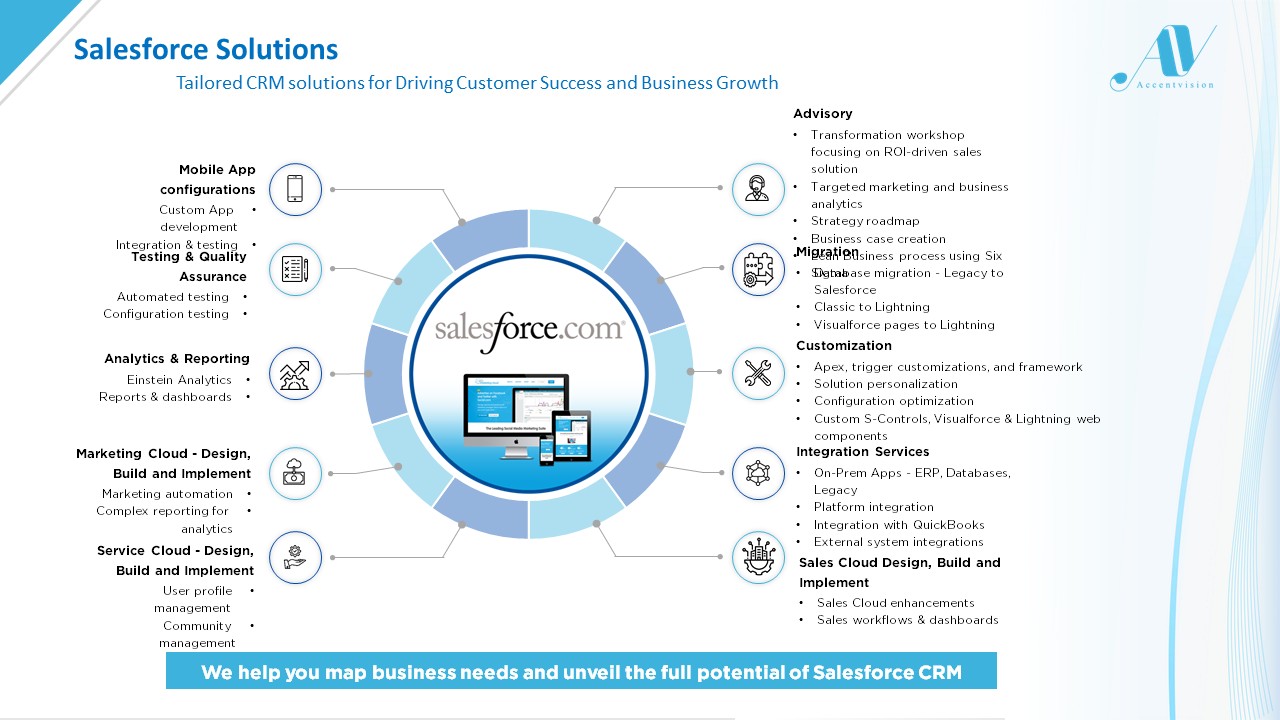 Salesforce Solutions
Tailored CRM solutions for Driving Customer Success and Business Growth
AV
Accentvision
Mobile App
configurations
Custom App •
development
Integration & testing •
Testing & Quality
Assurance
Automated testing •
Configuration testing •
Analytics & Reporting
Einstein Analytics •
Reports & dashboards •
Marketing Cloud - Design,
Build and Implement
Marketing automation •
Complex reporting for •
analytics
Service Cloud - Design,
Build and Implement
User profile •
management
Community •
management
salesforce.com®
The Leading Social Media Marketing Suite
Advisory
• Transformation workshop
focusing on ROI-driven sales
solution
• Targeted marketing and business
analytics
• Strategy roadmap
• Business case creation
• Lean Business process using Six
Sigma
Migration
• Database migration - Legacy to
Salesforce
• Classic to Lightning
• Visualforce pages to Lightning
Customization
• Apex, trigger customizations, and framework
• Solution personalization
• Configuration optimization
• Custom S-Controls, Visualforce & Lightning web
components
Integration Services
• On-Prem Apps - ERP, Databases,
Legacy
• Platform integration
• Integration with QuickBooks
• External system integrations
Sales Cloud Design, Build and
Implement
• Sales Cloud enhancements
• Sales workflows & dashboards
We help you map business needs and unveil the full potential of Salesforce CRM